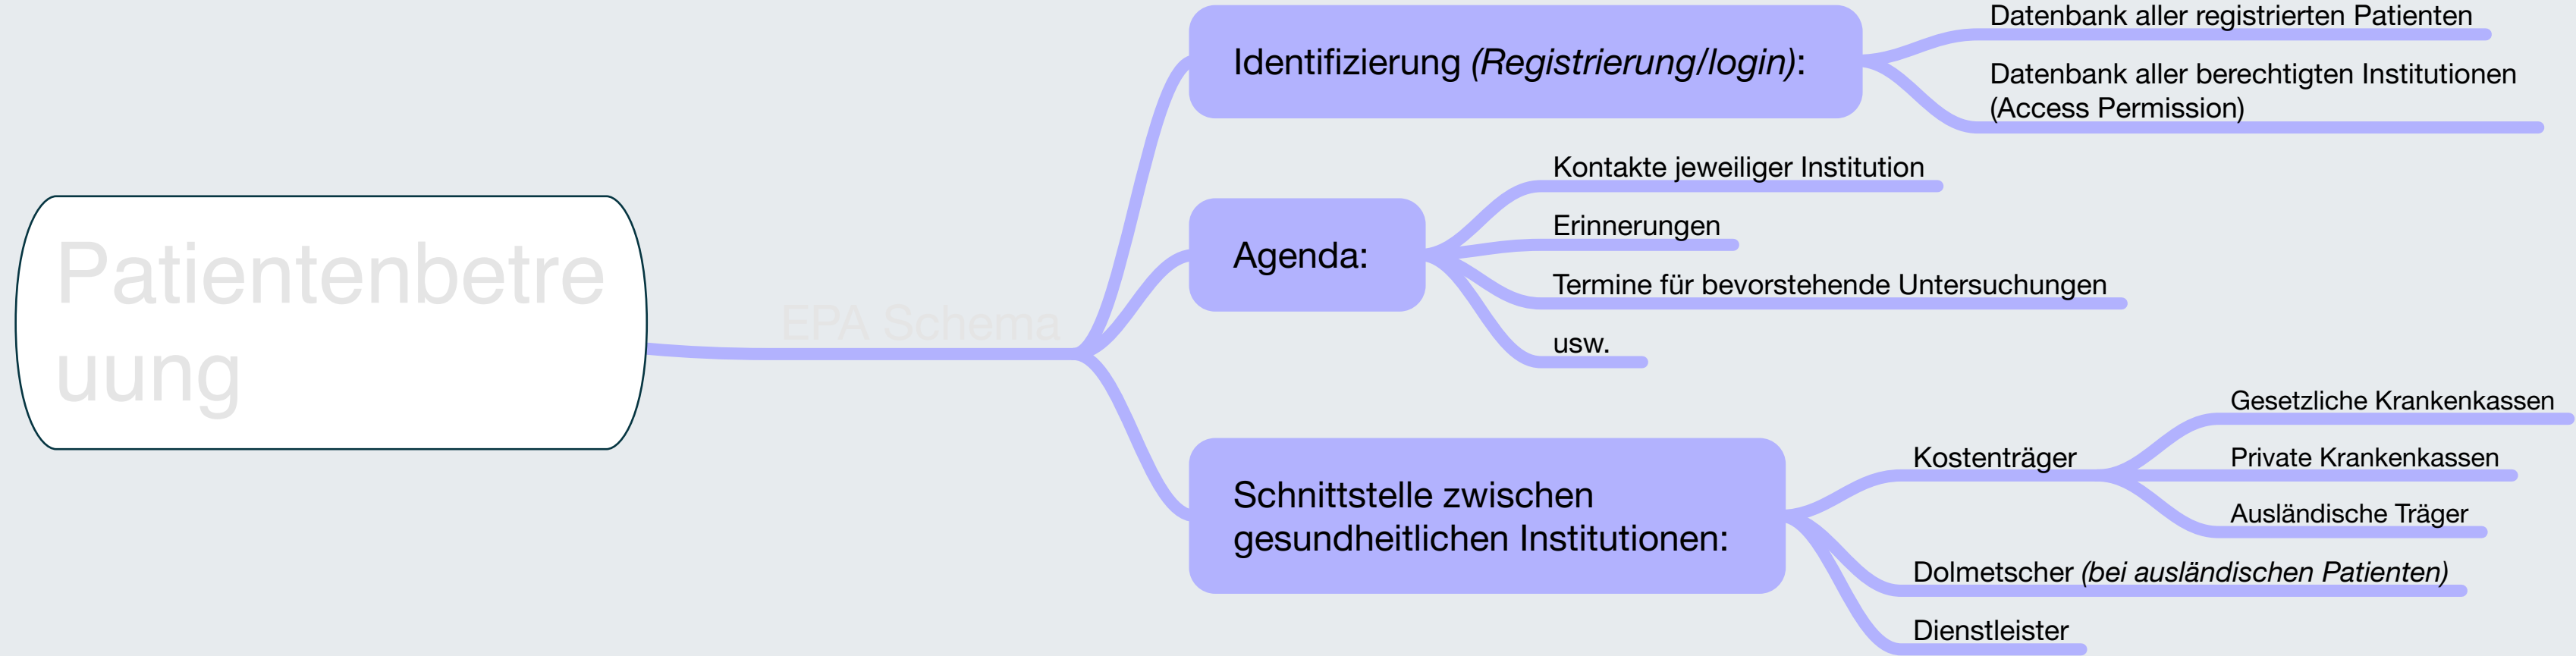 Patientenbetre
uung
EPA Schema
Identifizierung (Registrierung/login):
Datenbank aller registrierten Patienten
Datenbank aller berechtigten Institutionen
(Access Permission)
Agenda:
Kontakte jeweiliger Institution
Erinnerungen
Termine für bevorstehende Untersuchungen
usw.
Schnittstelle zwischen
gesundheitlichen Institutionen:
Kostenträger
Gesetzliche Krankenkassen
Private Krankenkassen
Ausländische Träger
Dolmetscher (bei ausländischen Patienten)
Dienstleister